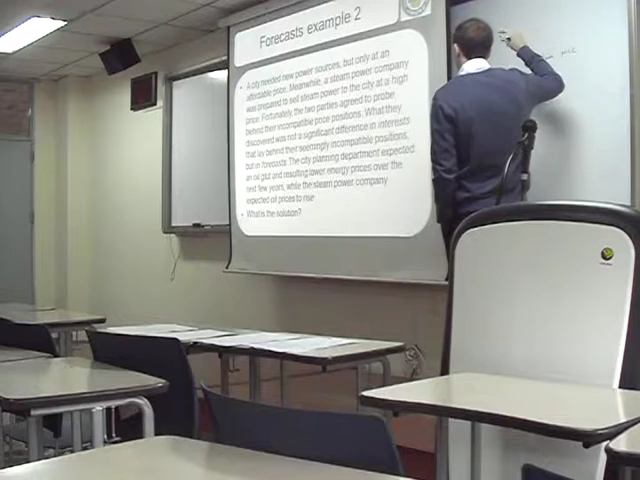 Forecasts example 2
• A city needed new power sources, but only at an
affordable price. Meanwhile, a steam power company
was prepared to sell steam power to the city at a high
price. Fortunately, the two parties agreed to probe
behind their incompatible price positions. What they
discovered was not a significant difference in interests
that lay behind their seemingly incompatible positions,
but in forecasts. The city planning department expected
an oil glut and resulting lower energy prices over the
next few years, while the steam power company
expected oil prices to rise
• What is the solution?